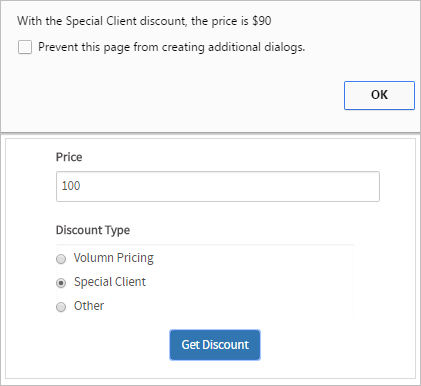 With the Special Client discount, the price is $90
Prevent this page from creating additional dialogs.
OK
Price
100
Discount Type
Volumn Pricing
Special Client
Other
Get Discount